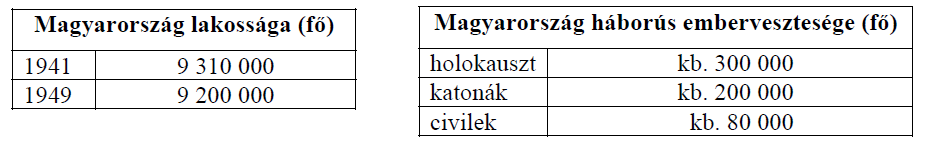 Magyarország lakossága (fő)
1941 9 310 000
1949 9 200 000
Magyarország háborús embervesztesége (fő)
holokauszt kb. 300 000
katonák kb. 200 000
civilek kb. 80 000